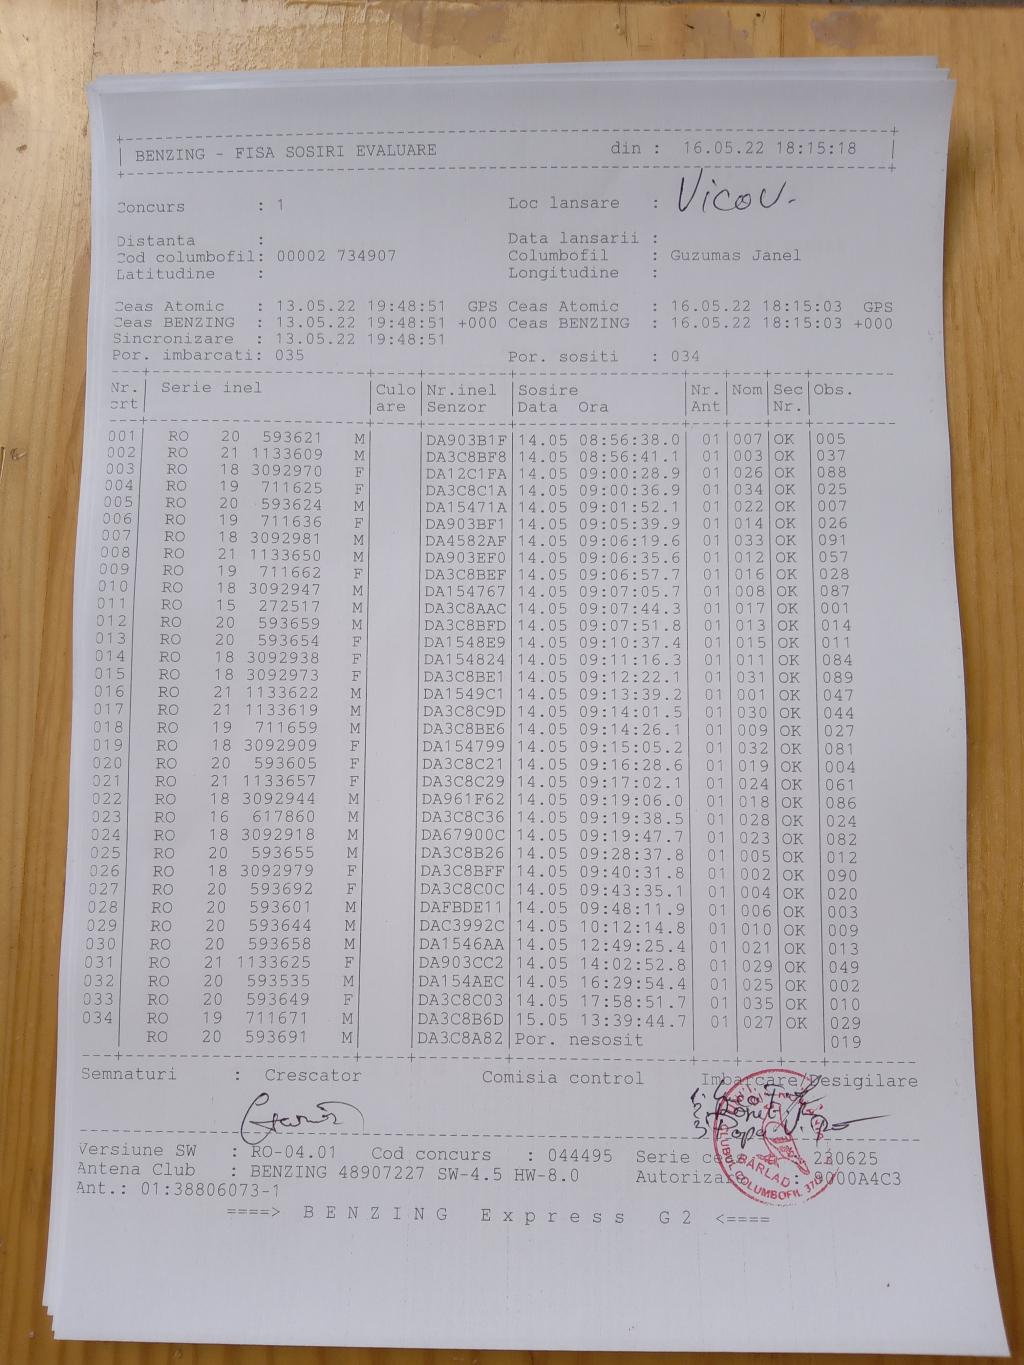 BENZING - FISA SOSIRI EVALUARE din : 16.05.22 18:15:18
Concurs : 1 Loc lansare : Vicov.
Distanta : Data lansarii :
Cod columbofil: 00002 734907 Columbofil : Guzumas Janel
Latitudine : Longitudine :
Ceas Atomic : 13.05.22 19:48:51 GPS Ceas Atomic : 16.05.22 18:15:03 GPS
Ceas BENZING : 13.05.22 19:48:51 +000 Ceas BENZING : 16.05.22 18:15:03 +000
Sincronizare : 13.05.22 19:48:51
Por. imbarcati: 035 Por. sositi : 034
Nr. Serie inel Culo Nr.inel Sosire Nr. Nom Sec Obs.
crt are Senzor Data Ora Ant Nr.
001 RO 20 593621 M DA903B1F 14.05 08:56:38.0 01 007 OK 005
002 RO 21 1133609 M DA3C8BF8 14.05 08:56:41.1 01 003 OK 037
003 RO 18 3092970 F DA12C1FA 14.05 09:00:28.9 01 026 OK 088
004 RO 19 711625 F DA3C8C1A 14.05 09:00:36.9 01 034 OK 025
005 RO 20 593624 M DA15471A 14.05 09:01:52.1 01 022 OK 007
006 RO 19 711636 F DA903BF1 14.05 09:05:39.9 01 014 OK 026
007 RO 18 3092981 M DA4582AF 14.05 09:06:19.6 01 033 OK 091
008 RO 21 1133650 M DA903EF0 14.05 09:06:35.6 01 012 OK 057
009 RO 19 711662 F DA3C8BEF 14.05 09:06:57.7 01 016 OK 028
010 RO 18 3092947 M DA154767 14.05 09:07:05.7 01 008 OK 087
011 RO 15 272517 M DA3C8AAC 14.05 09:07:44.3 01 017 OK 001
012 RO 20 593659 M DA3C8BFD 14.05 09:07:51.8 01 013 OK 014
013 RO 20 593654 F DA1548E9 14.05 09:10:37.4 01 015 OK 011
014 RO 18 3092938 F DA154824 14.05 09:11:16.3 01 011 OK 084
015 RO 18 3092973 F DA3C8BE1 14.05 09:12:22.1 01 031 OK 089
016 RO 21 1133622 M DA1549C1 14.05 09:13:39.2 01 001 OK 047
017 RO 21 1133619 M DA3C8C9D 14.05 09:14:01.5 01 030 OK 044
018 RO 19 711659 M DA3C8BE6 14.05 09:14:26.1 01 009 OK 027
019 RO 18 3092909 F DA154799 14.05 09:15:05.2 01 032 OK 081
020 RO 20 593605 F DA3C8C21 14.05 09:16:28.6 01 019 OK 004
021 RO 21 1133657 F DA3C8C29 14.05 09:17:02.1 01 024 OK 061
022 RO 18 3092944 M DA961F62 14.05 09:19:06.0 01 018 OK 086
023 RO 16 617860 M DA3C8C36 14.05 09:19:38.5 01 028 OK 024
024 RO 18 3092918 M DA67900C 14.05 09:19:47.7 01 023 OK 082
025 RO 20 593655 M DA3C8B26 14.05 09:28:37.8 01 005 OK 012
026 RO 18 3092979 F DA3C8BFF 14.05 09:40:31.8 01 002 OK 090
027 RO 20 593692 F DA3C8C0C 14.05 09:43:35.1 01 004 OK 020
028 RO 20 593601 M DAFBDE11 14.05 09:48:11.9 01 006 OK 003
029 RO 20 593644 M DAC3992C 14.05 10:12:14.8 01 010 OK 009
030 RO 20 593658 M DA1546AA 14.05 12:49:25.4 01 021 OK 013
031 RO 21 1133625 F DA903CC2 14.05 14:02:52.8 01 029 OK 049
032 RO 20 593535 M DA154AEC 14.05 16:29:54.4 01 025 OK 002
033 RO 20 593649 F DA3C8C03 14.05 17:58:51.7 01 035 OK 010
034 RO 19 711671 M DA3C8B6D 15.05 13:39:44.7 01 027 OK 029
RO 20 593691 M DA3C8A82 Por. nesosit 019
Semnaturi : Crescator Comisia control Imbarcare/Desigilare
Versiune SW : RO-04.01 Cod concurs : 044495 Serie : 230625
Antena Club : BENZING 48907227 SW-4.5 HW-8.0 Autorizare : 9000A4C3
Ant.: 01:38806073-1
====> BENZING Express G2 <====
BÂRLAD
COLUMBOFIL